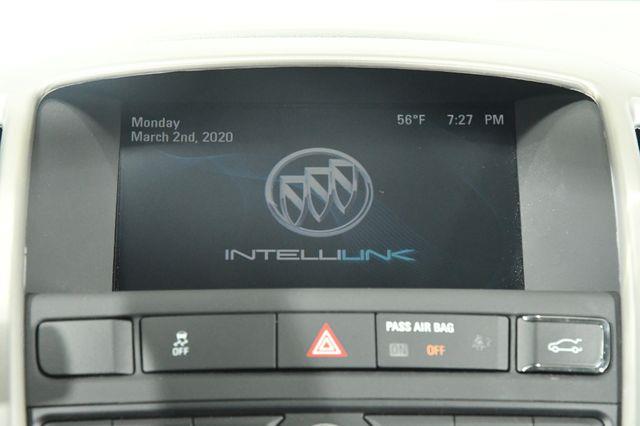 Monday
March 2nd, 2020
56°F 7:27 PM
INTELLILINK
OFF
PASS AIR BAG
ON OFF